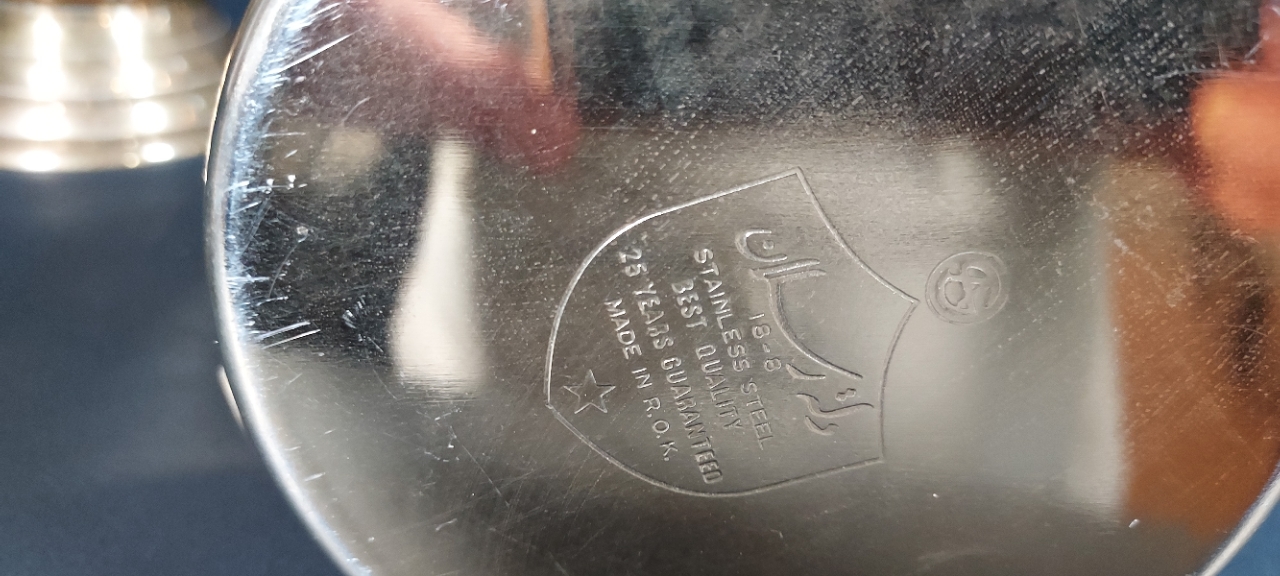 18-8
STAINLESS STEEL
BEST QUALITY
25 YEARS GUARANTEED
MADE IN R.O.K.